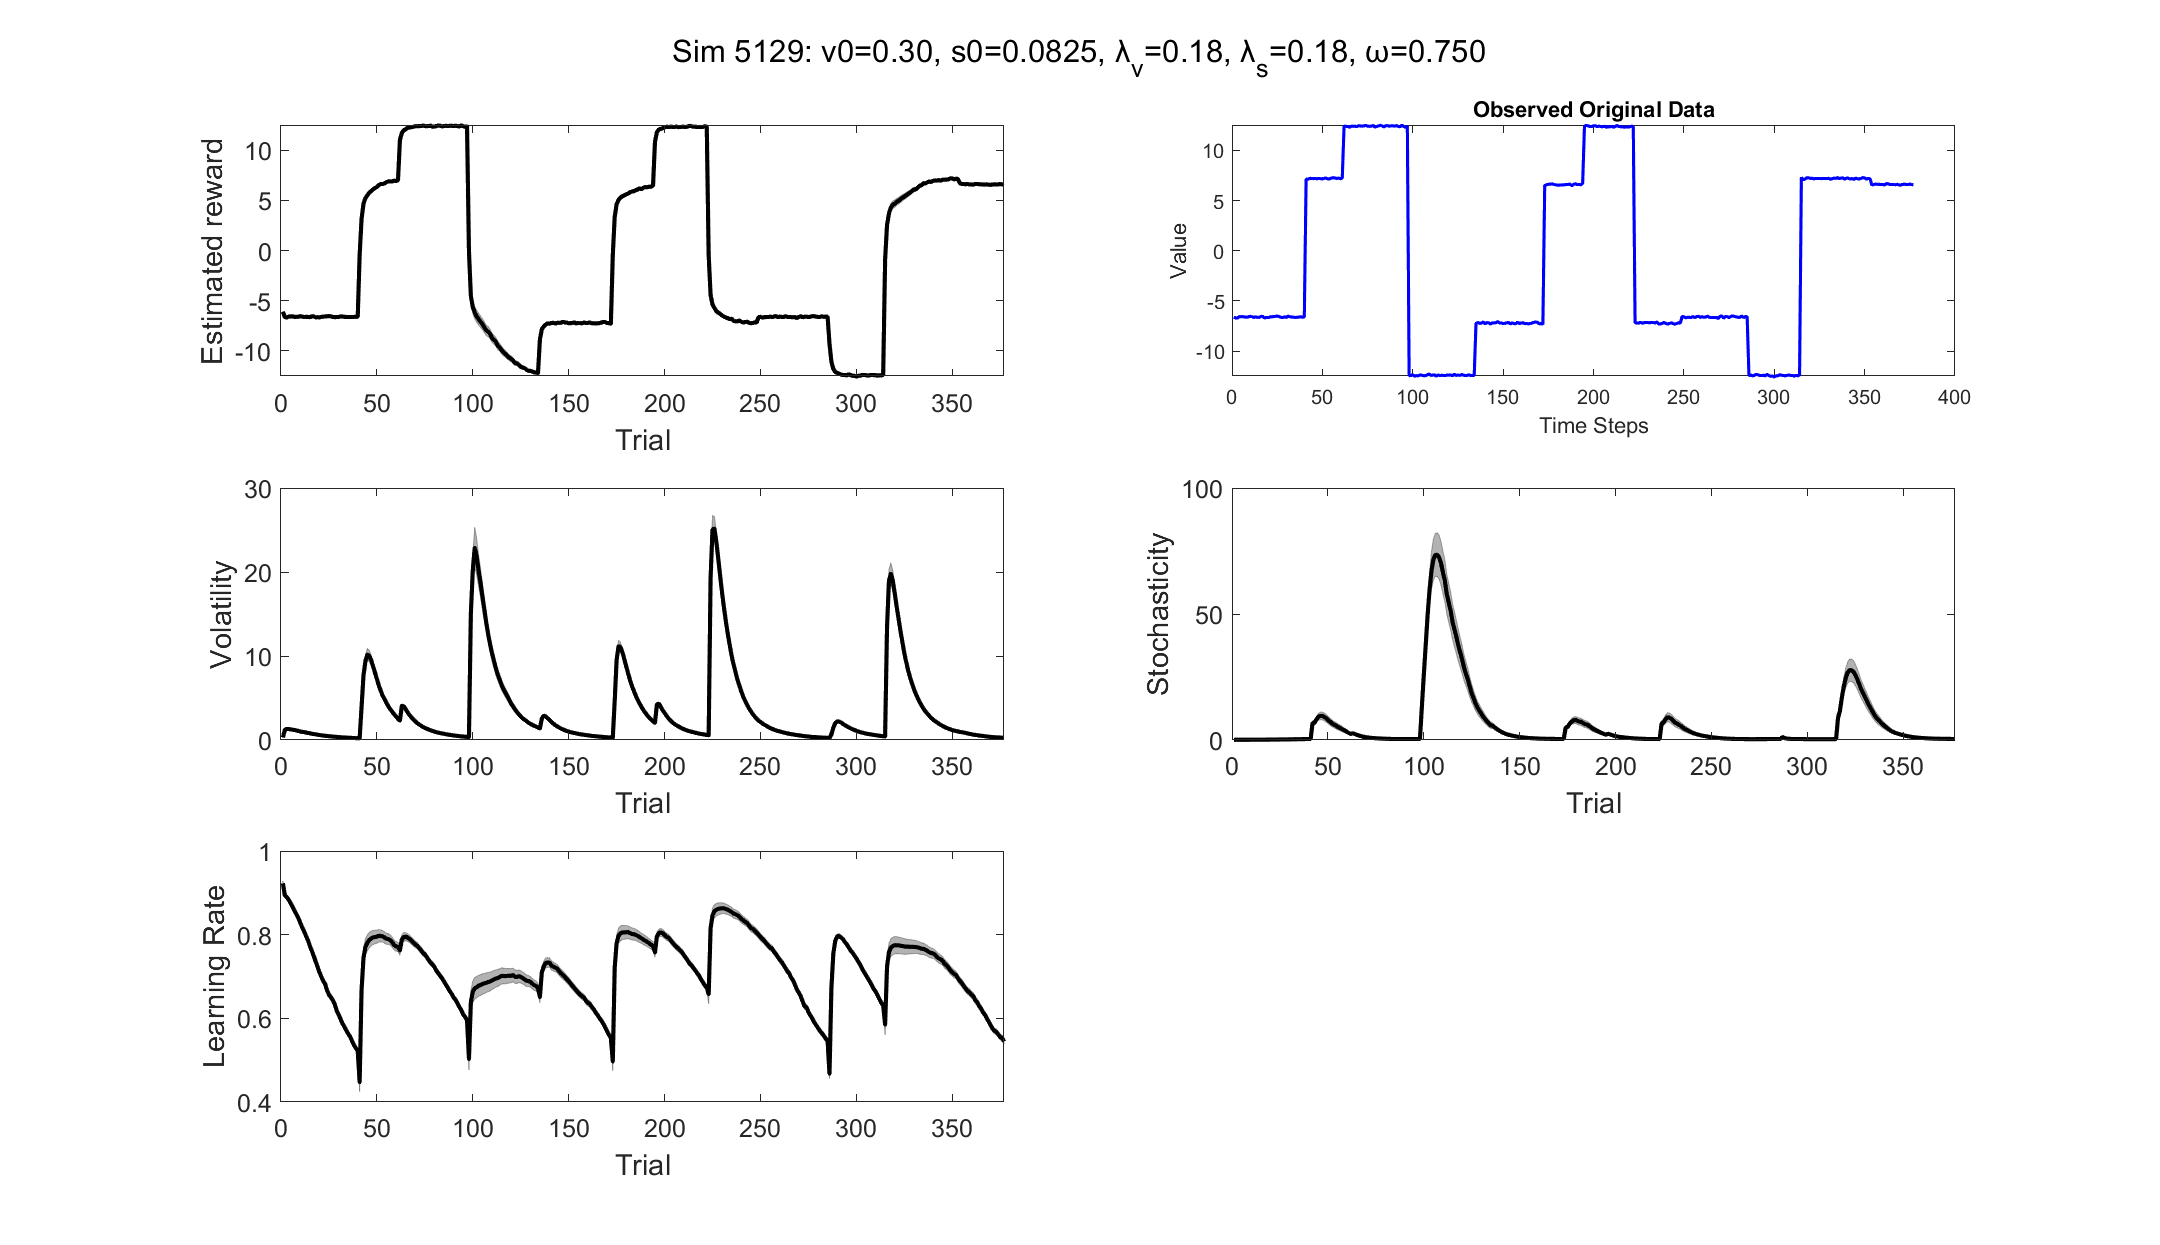 Sim 5129: v0=0.30, s0=0.0825, λ_v=0.18, λ_s=0.18, ω=0.750
Estimated reward
10
5
0
-5
-10
0 50 100 150 200 250 300 350
Trial
Observed Original Data
Value
10
5
0
-5
-10
0 50 100 150 200 250 300 350 400
Time Steps
Volatility
30
20
10
0
0 50 100 150 200 250 300 350
Trial
Stochasticity
100
50
0
0 50 100 150 200 250 300 350
Trial
Learning Rate
1
0.8
0.6
0.4
0 50 100 150 200 250 300 350
Trial